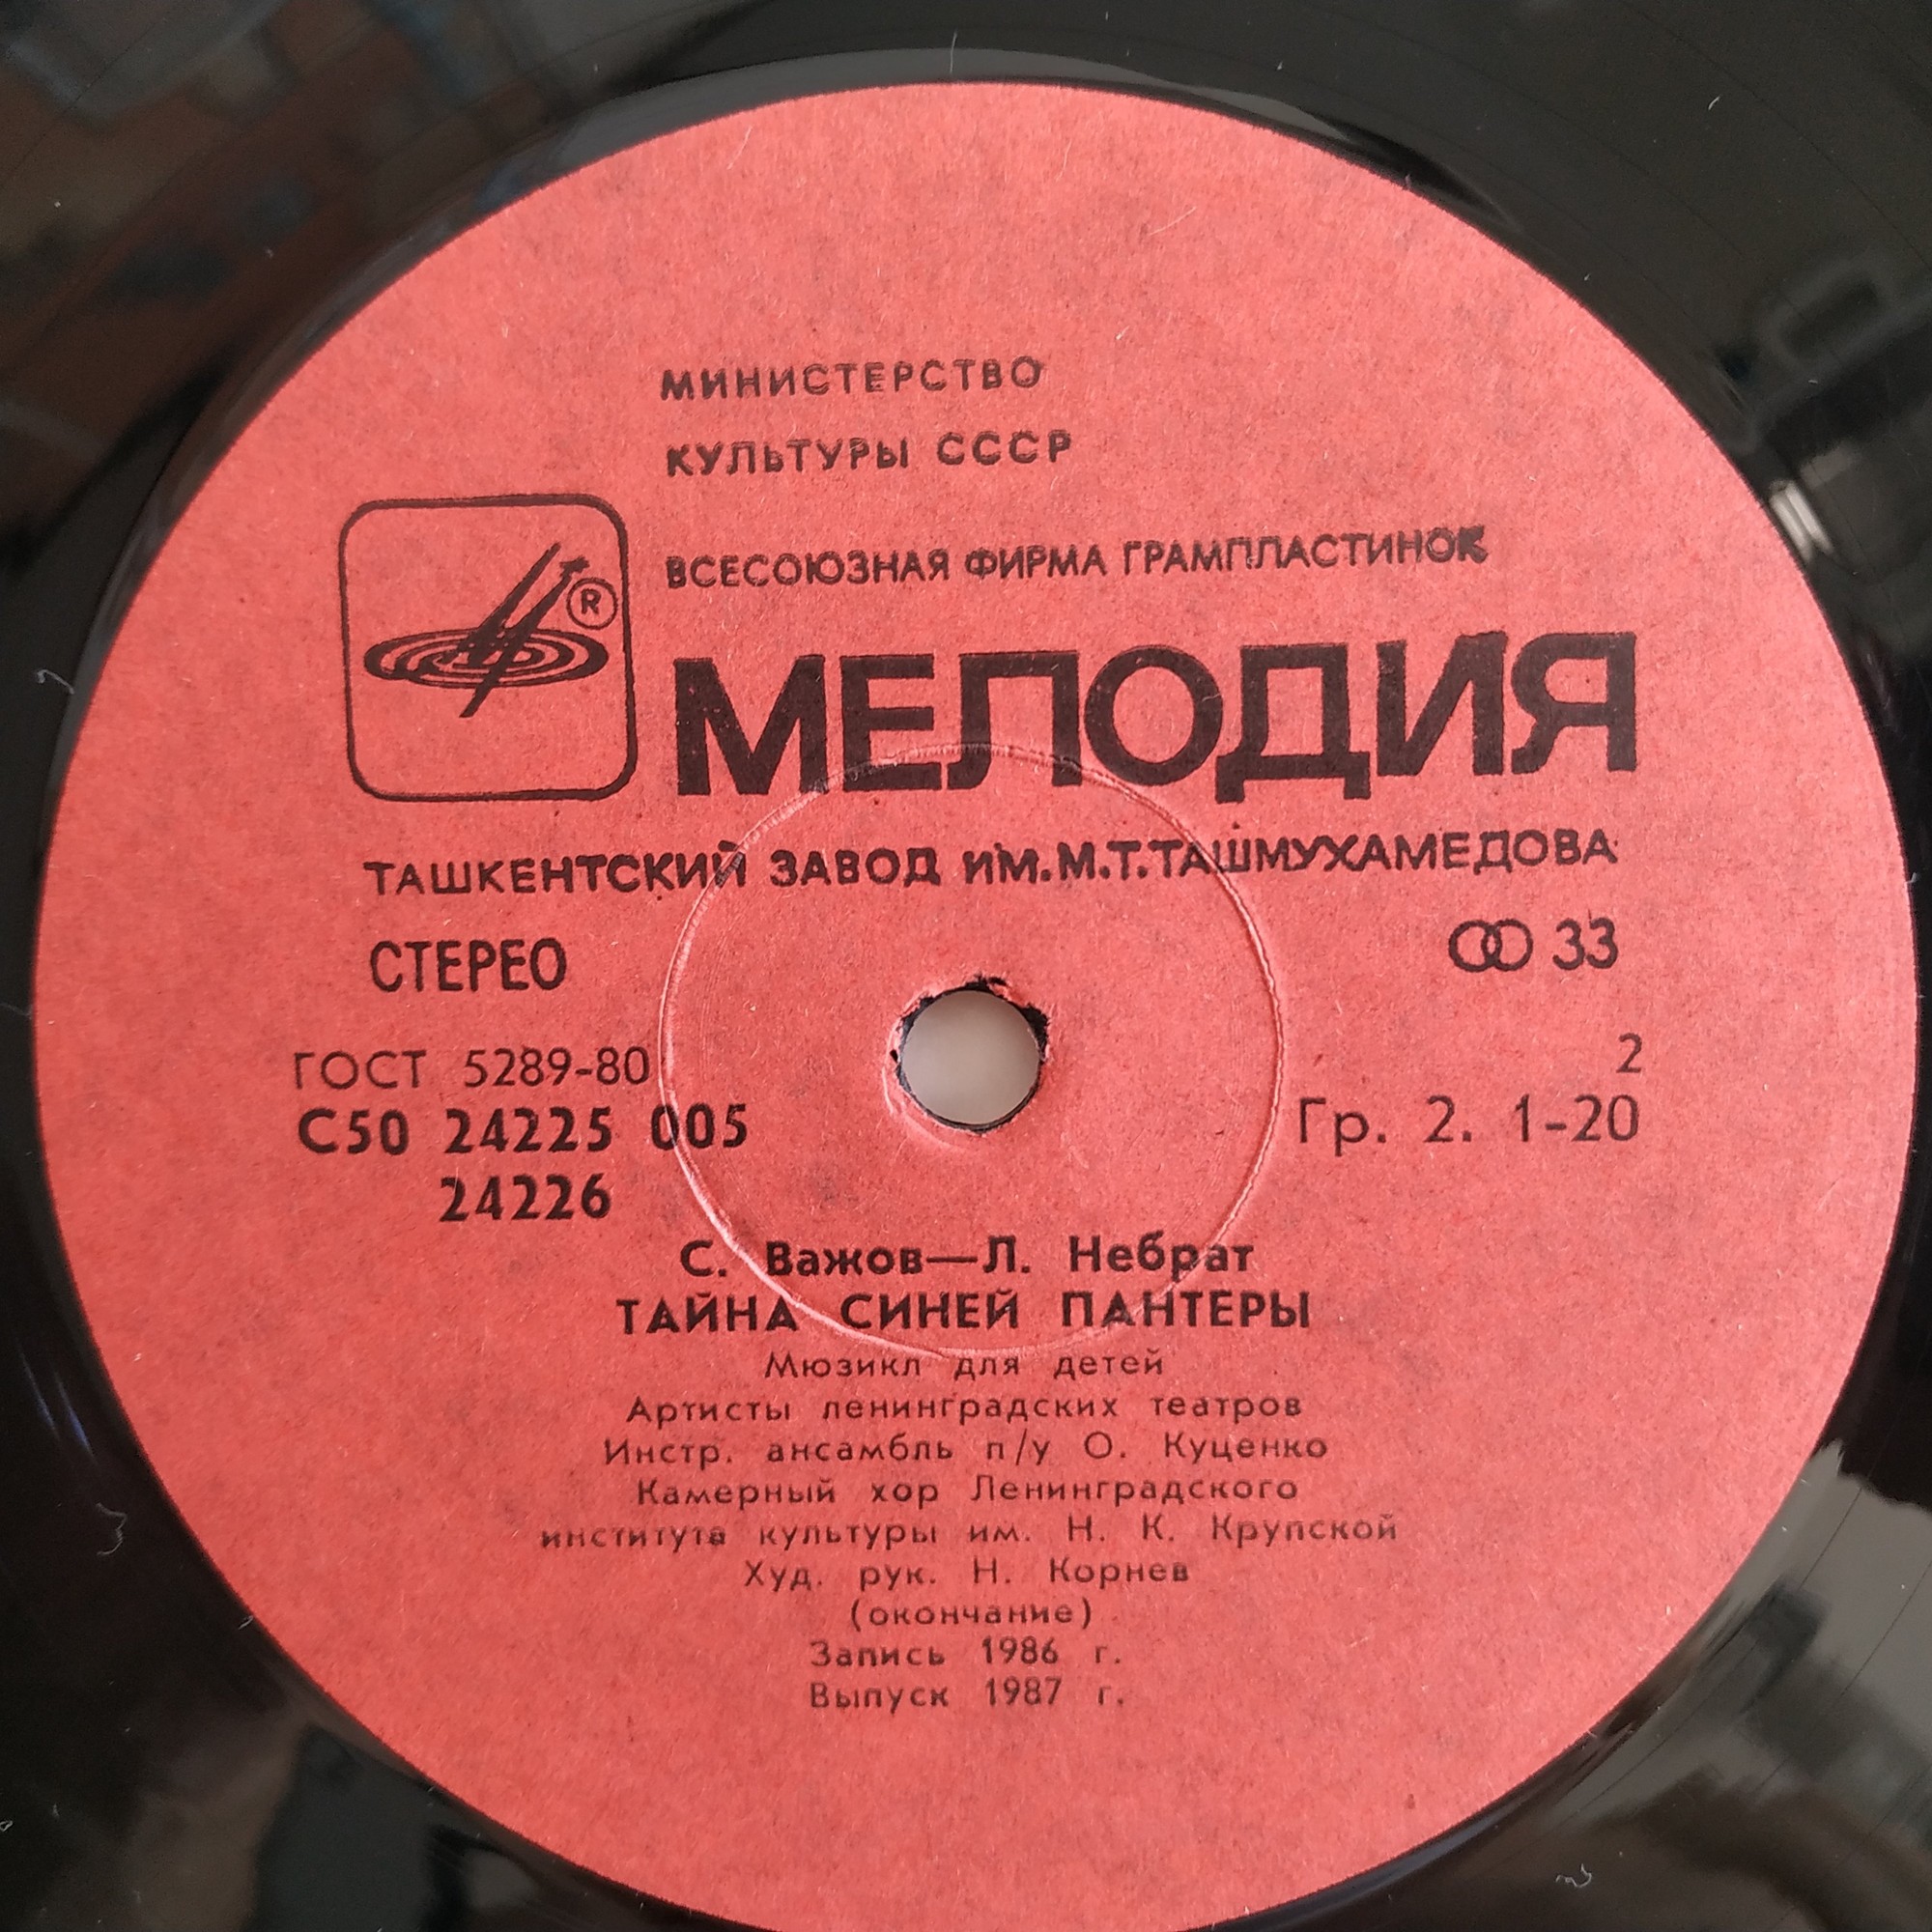 МИНИСТЕРСТВО
КУЛЬТУРЫ СССР
ВСЕСОЮЗНАЯ ФИРМА ГРАМПЛАСТИНОК
®
МЕЛОДИЯ
ТАШКЕНТСКИЙ ЗАВОД ИМ.М.Т.ТАШМУХАМЕДОВА
СТЕРЕО
33
ГОСТ 5289-80
2
С50 24225 005
Гр. 2. 1-20
24226
С. Важов—Л. Небрат
ТАЙНА СИНЕЙ ПАНТЕРЫ
Мюзикл для детей
Артисты ленинградских театров
Инстр. ансамбль п/у О. Куценко
Камерный хор Ленинградского
института культуры им. Н. К. Крупской
Худ. рук. Н. Корнев
(окончание)
Запись 1986 г.
Выпуск 1987 г.